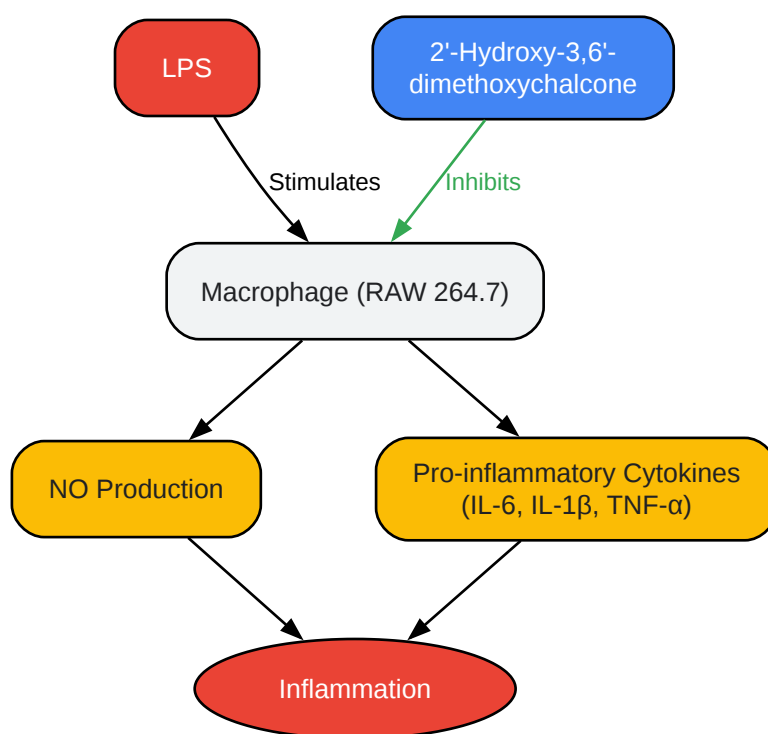 LPS
2'-Hydroxy-3,6'-
dimethoxychalcone
Stimulates
Inhibits
Macrophage (RAW 264.7)
NO Production
Pro-inflammatory Cytokines
(IL-6, IL-1β, TNF-α)
Inflammation